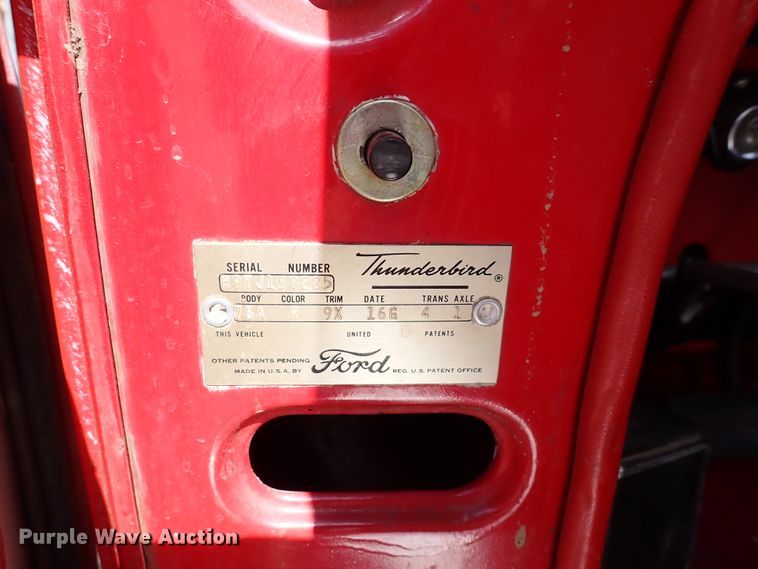 SERIAL NUMBER
Thunderbird®
BODY COLOR TRIM DATE TRANS AXLE
76A 9X 16G 4 1
THIS VEHICLE UNITED PATENTS
OTHER PATENTS PENDING
MADE IN U.S.A. BY Ford REG. U.S. PATENT OFFICE
Purple Wave Auction®